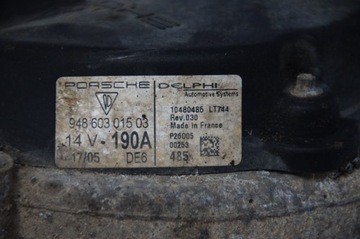 PORSCHE
948 603 015 03
14 V - 190A
17/05 DE6
DELPHI
Automotive Systems
10480485 LT744
Rev.030
Made in France
P26005
00253
485